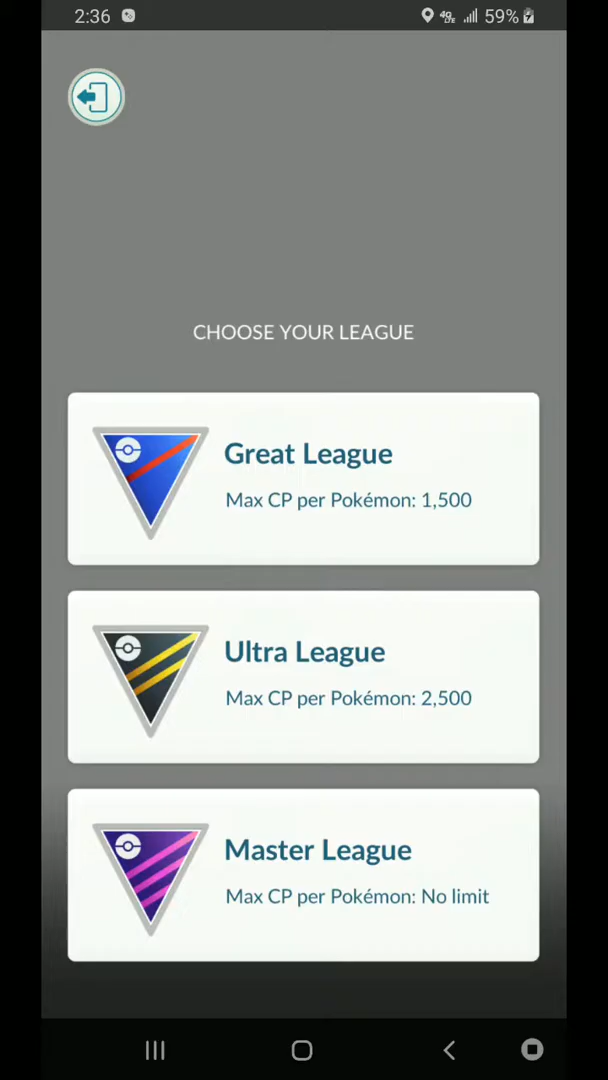 2:36
59%
CHOOSE YOUR LEAGUE
Great League
Max CP per Pokémon: 1,500
Ultra League
Max CP per Pokémon: 2,500
Master League
Max CP per Pokémon: No limit